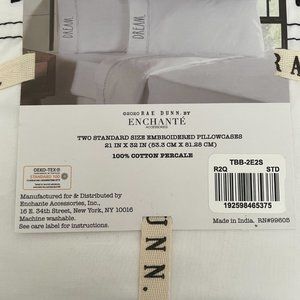 DREAM.
DREAM.
RAE DUNN BY
ENCHANTÉ
ACCESSORIES
TWO STANDARD SIZE EMBROIDERED PILLOWCASES
21 IN X 32 IN (53.3 CM X 81.28 CM)
100% COTTON PERCALE
OEKO-TEX®
STANDARD 100
TBB-2E2S
R2Q STD
192598465375
Manufactured for & Distributed by
Enchante Accessories, Inc.,
16 E. 34th Street, New York, NY 10016
Machine washable.
See care label for instructions.
Made in India. RN#99603
UNN.